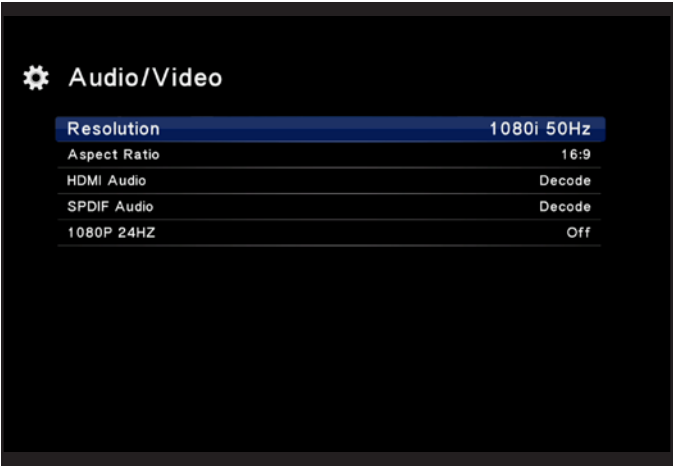 Audio/Video
Resolution 1080i 50Hz
Aspect Ratio 16:9
HDMI Audio Decode
SPDIF Audio Decode
1080P 24HZ Off